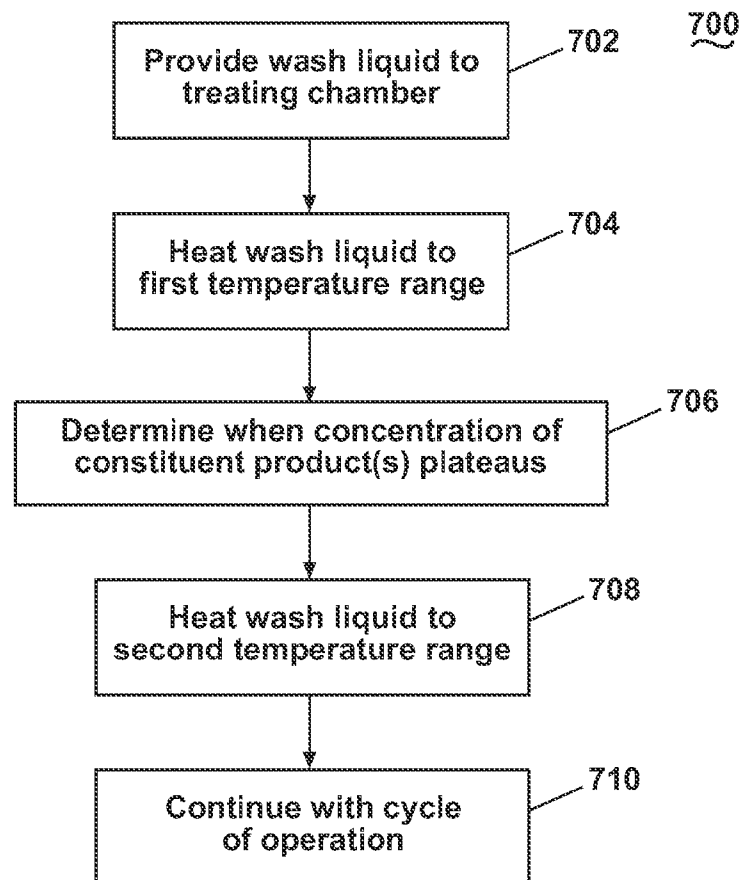 700
702
Provide wash liquid to
treating chamber
704
Heat wash liquid to
first temperature range
706
Determine when concentration of
constituent product(s) plateaus
708
Heat wash liquid to
second temperature range
710
Continue with cycle
of operation